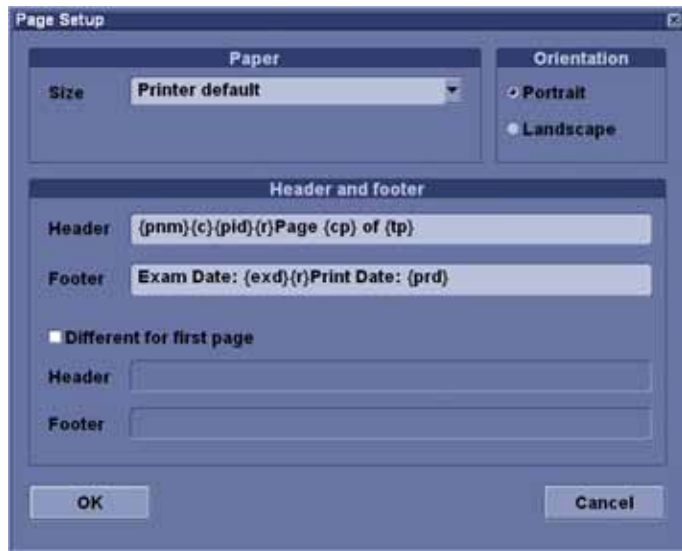 Page Setup
Paper
Size Printer default
Orientation
Portrait
Landscape
Header and footer
Header {pnm}{c}{pid}{r}Page {cp} of {tp}
Footer Exam Date: {exd}{r}Print Date: {prd}
Different for first page
Header
Footer
OK Cancel